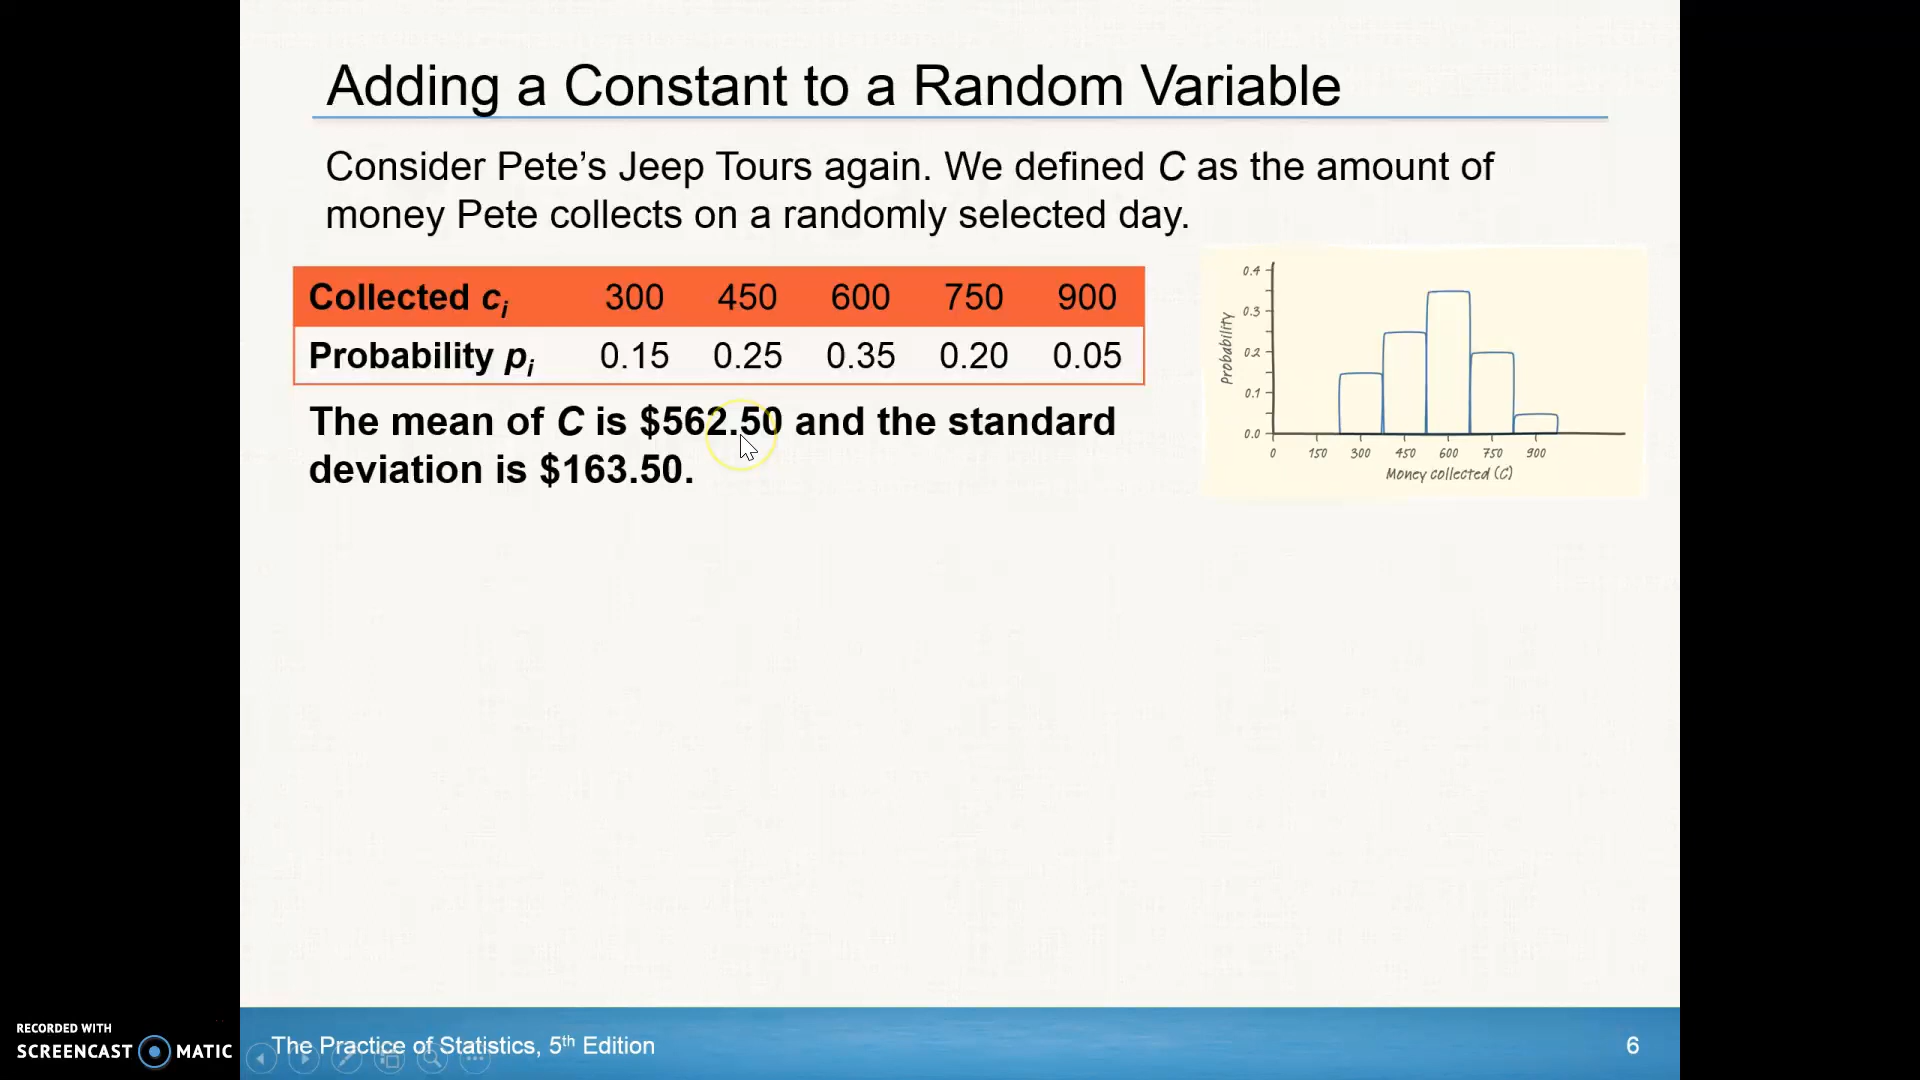 Adding a Constant to a Random Variable
Consider Pete’s Jeep Tours again. We defined C as the amount of
money Pete collects on a randomly selected day.
Collected ci 300 450 600 750 900
Probability pi 0.15 0.25 0.35 0.20 0.05
The mean of C is $562.50 and the standard
deviation is $163.50.
0.4
0.3
0.2
0.1
0.0
Probability
0 150 300 450 600 750 900
Money collected (C)
RECORDED WITH
SCREENCAST MATIC
The Practice of Statistics, 5th Edition
6